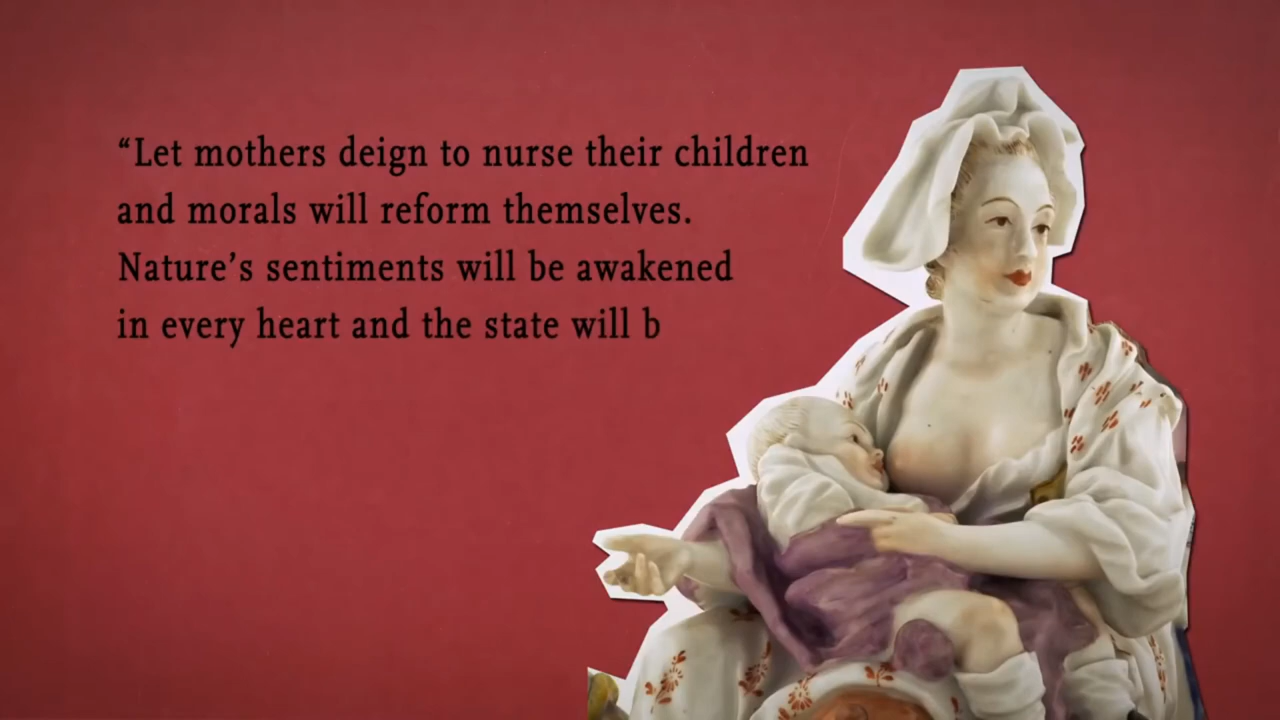 “Let mothers deign to nurse their children
and morals will reform themselves.
Nature’s sentiments will be awakened
in every heart and the state will b